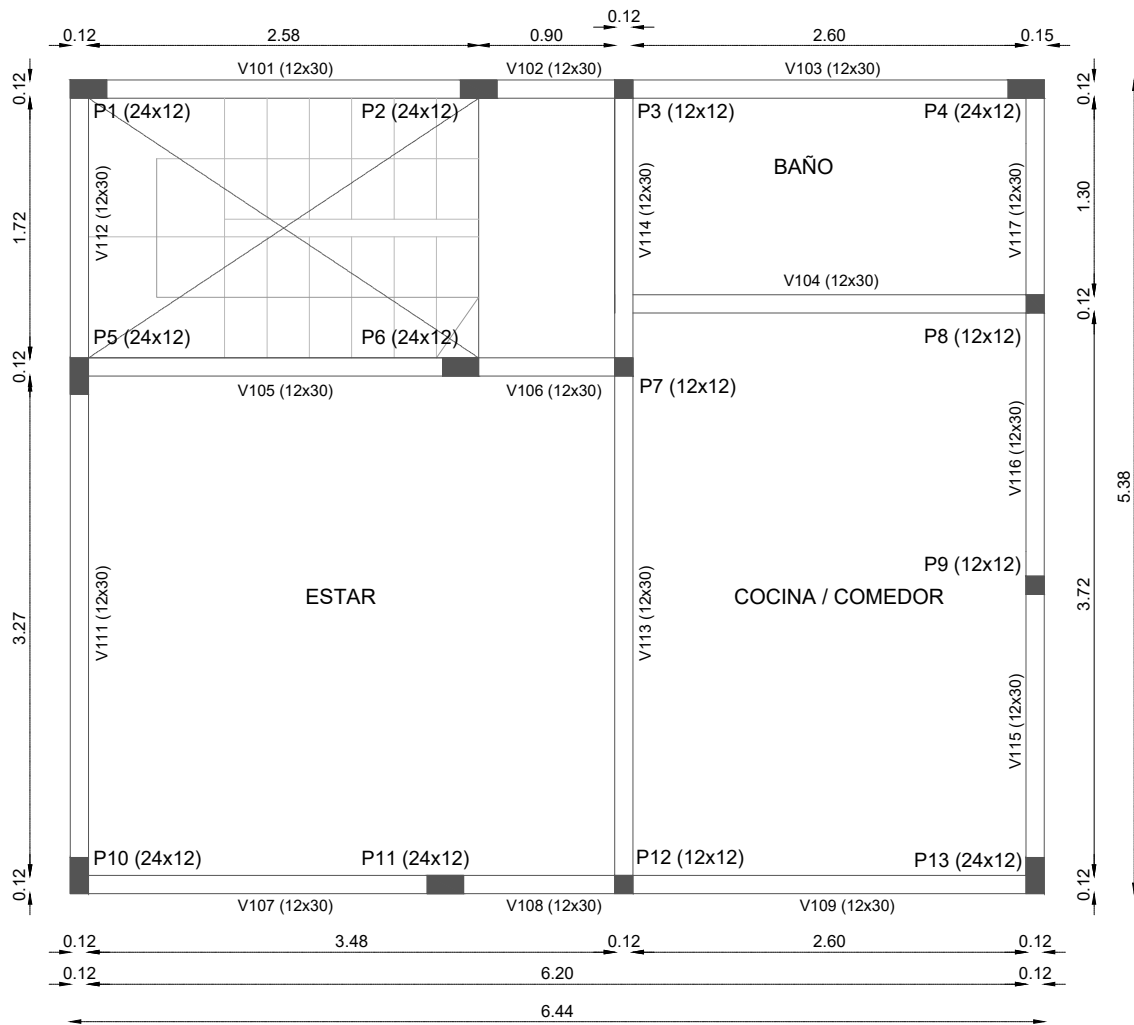 0.12
0.12 2.58 0.90 2.60 0.15
V101 (12x30) V102 (12x30) V103 (12x30)
0.12 0.12
P1 (24x12) P2 (24x12) P3 (12x12) P4 (24x12)
BAÑO
V112 (12x30) V114 (12x30) V117 (12x30)
1.72 1.30
V104 (12x30)
0.12
P5 (24x12) P6 (24x12) P8 (12x12)
0.12
V105 (12x30) V106 (12x30) P7 (12x12)
V116 (12x30)
5.38
P9 (12x12)
ESTAR COCINA / COMEDOR
V111 (12x30) V113 (12x30)
3.27 3.72
V115 (12x30)
P10 (24x12) P11 (24x12) P12 (12x12) P13 (24x12)
0.12 0.12
V107 (12x30) V108 (12x30) V109 (12x30)
0.12 3.48 0.12 2.60 0.12
0.12 6.20 0.12
6.44